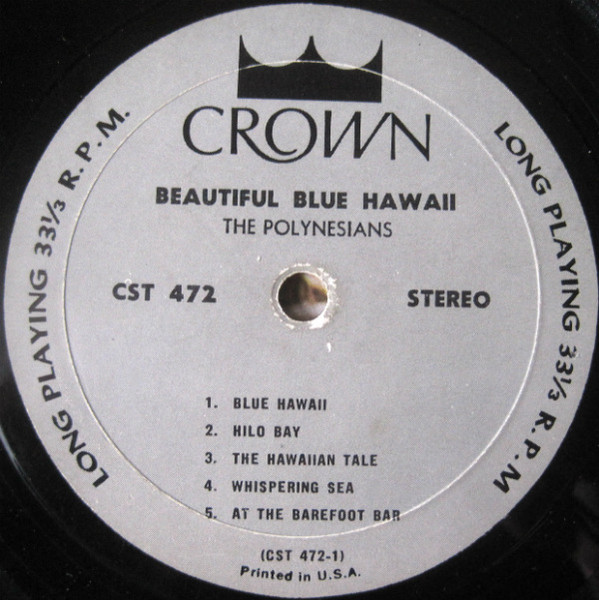 CROWN
BEAUTIFUL BLUE HAWAII
THE POLYNESIANS
LONG PLAYING 33⅓ R.P.M.
LONG PLAYING 33⅓ R.P.M
CST 472
STEREO
1. BLUE HAWAII
2. HILO BAY
3. THE HAWAIIAN TALE
4. WHISPERING SEA
5. AT THE BAREFOOT BAR
(CST 472-1)
Printed in U.S.A.